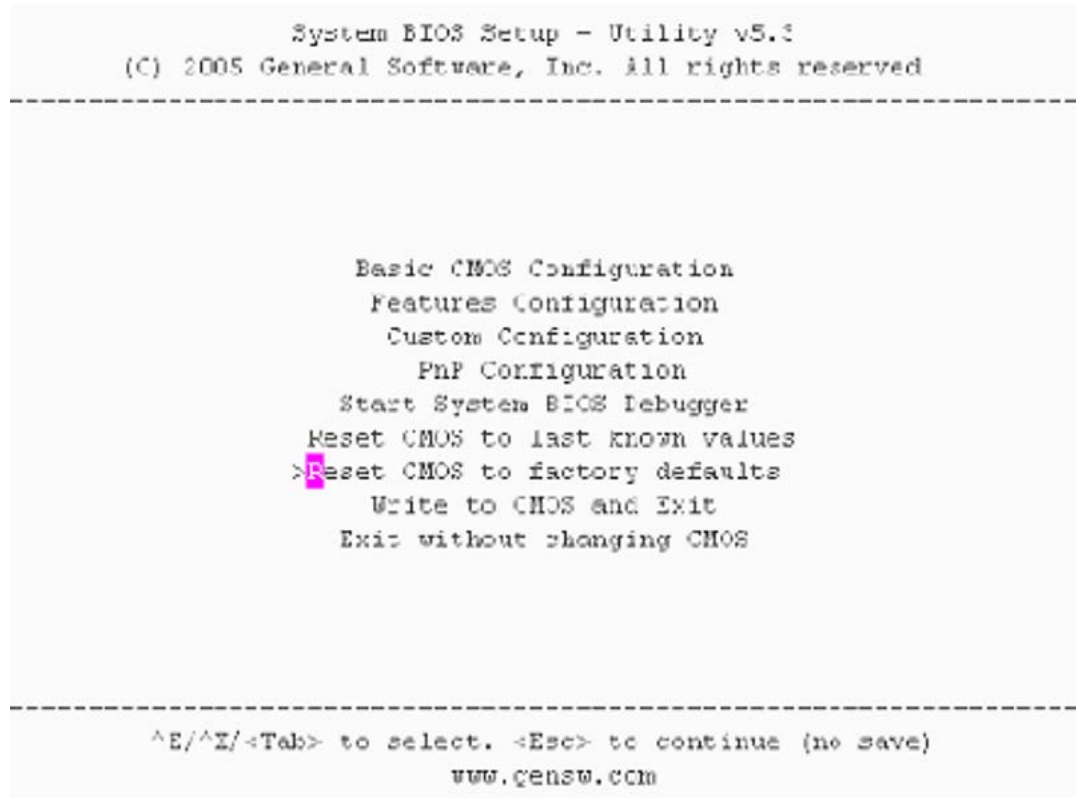 System BIOS Setup - Utility v5.3
(C) 2005 General Software, Inc. All rights reserved
Basic CMOS Configuration
Features Configuration
Custom Configuration
PnP Configuration
Start System BIOS Debugger
Reset CMOS to last known values
>Reset CMOS to factory defaults
Write to CMOS and Exit
Exit without changing CMOS
^E/^X/<Tab> to select. <Esc> to continue (no save)
www.gensw.com